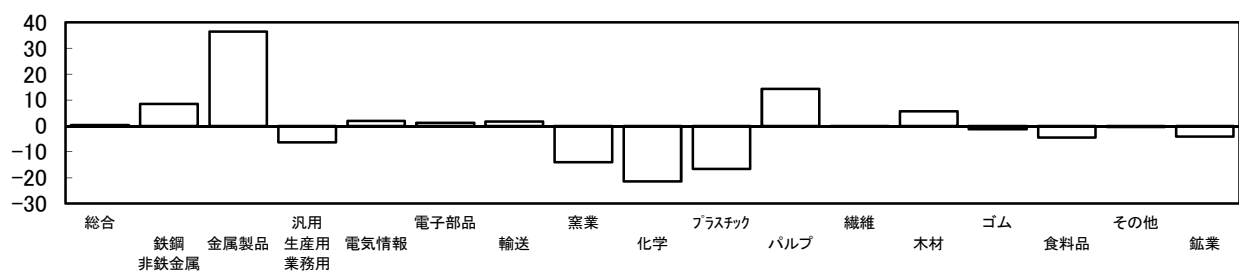 40
30
20
10
0
-10
-20
-30
総合
鉄鋼
非鉄金属
金属製品
汎用
生産用
業務用
電気情報
電子部品
輸送
窯業
化学
ﾌﾟﾗｽﾁｯｸ
パルプ
繊維
木材
ゴム
食料品
その他
鉱業